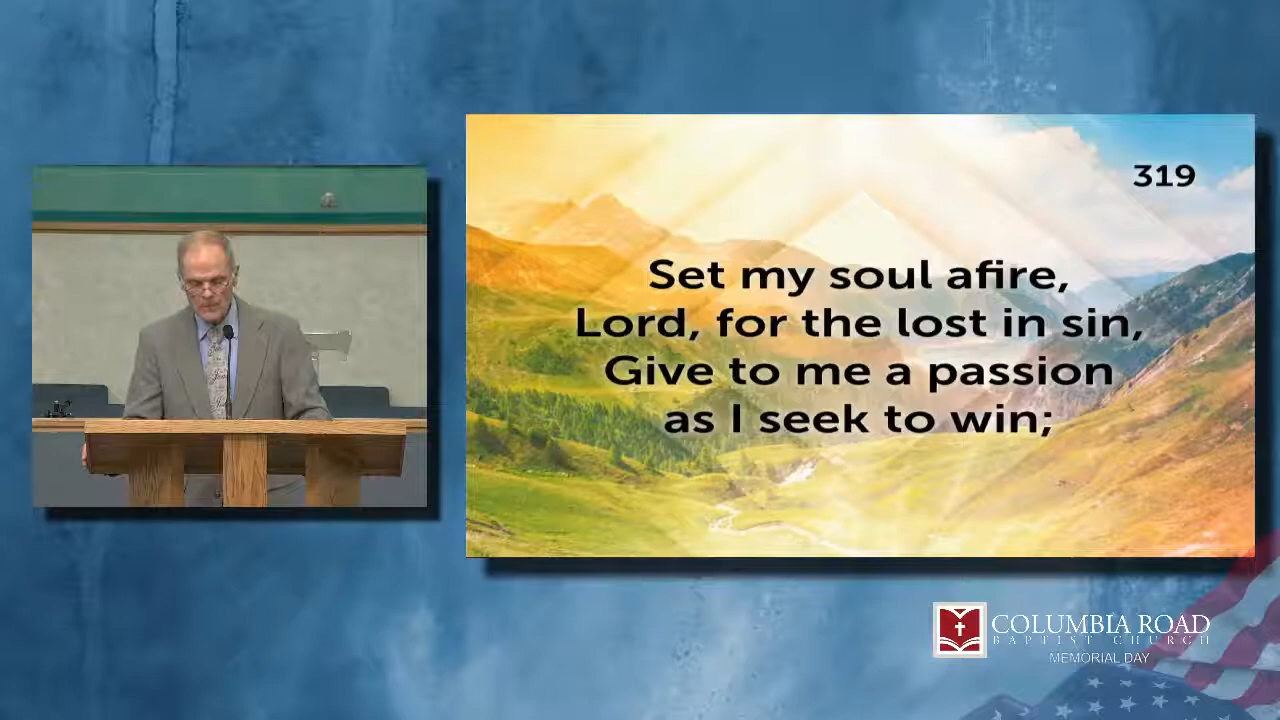 319
Set my soul afire,
Lord, for the lost in sin,
Give to me a passion
as I seek to win;
COLUMBIA ROAD
BAPTIST CHURCH
MEMORIAL DAY